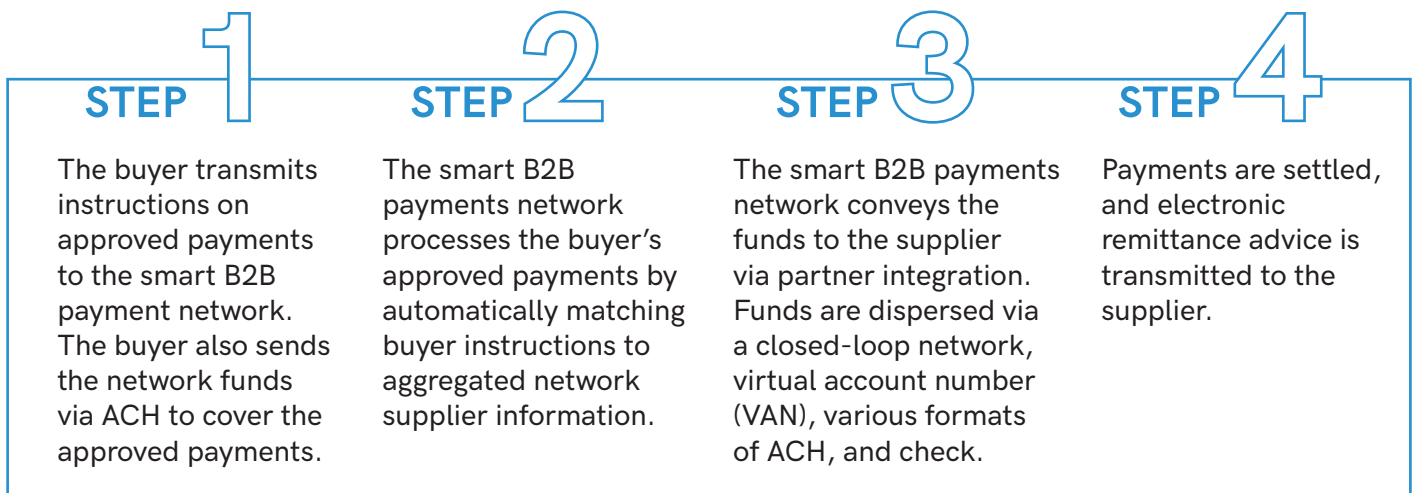 STEP 1
The buyer transmits
instructions on
approved payments
to the smart B2B
payment network.
The buyer also sends
the network funds
via ACH to cover the
approved payments.
STEP 2
The smart B2B
payments network
processes the buyer’s
approved payments by
automatically matching
buyer instructions to
aggregated network
supplier information.
STEP 3
The smart B2B payments
network conveys the
funds to the supplier
via partner integration.
Funds are dispersed via
a closed-loop network,
virtual account number
(VAN), various formats
of ACH, and check.
STEP 4
Payments are settled,
and electronic
remittance advice is
transmitted to the
supplier.